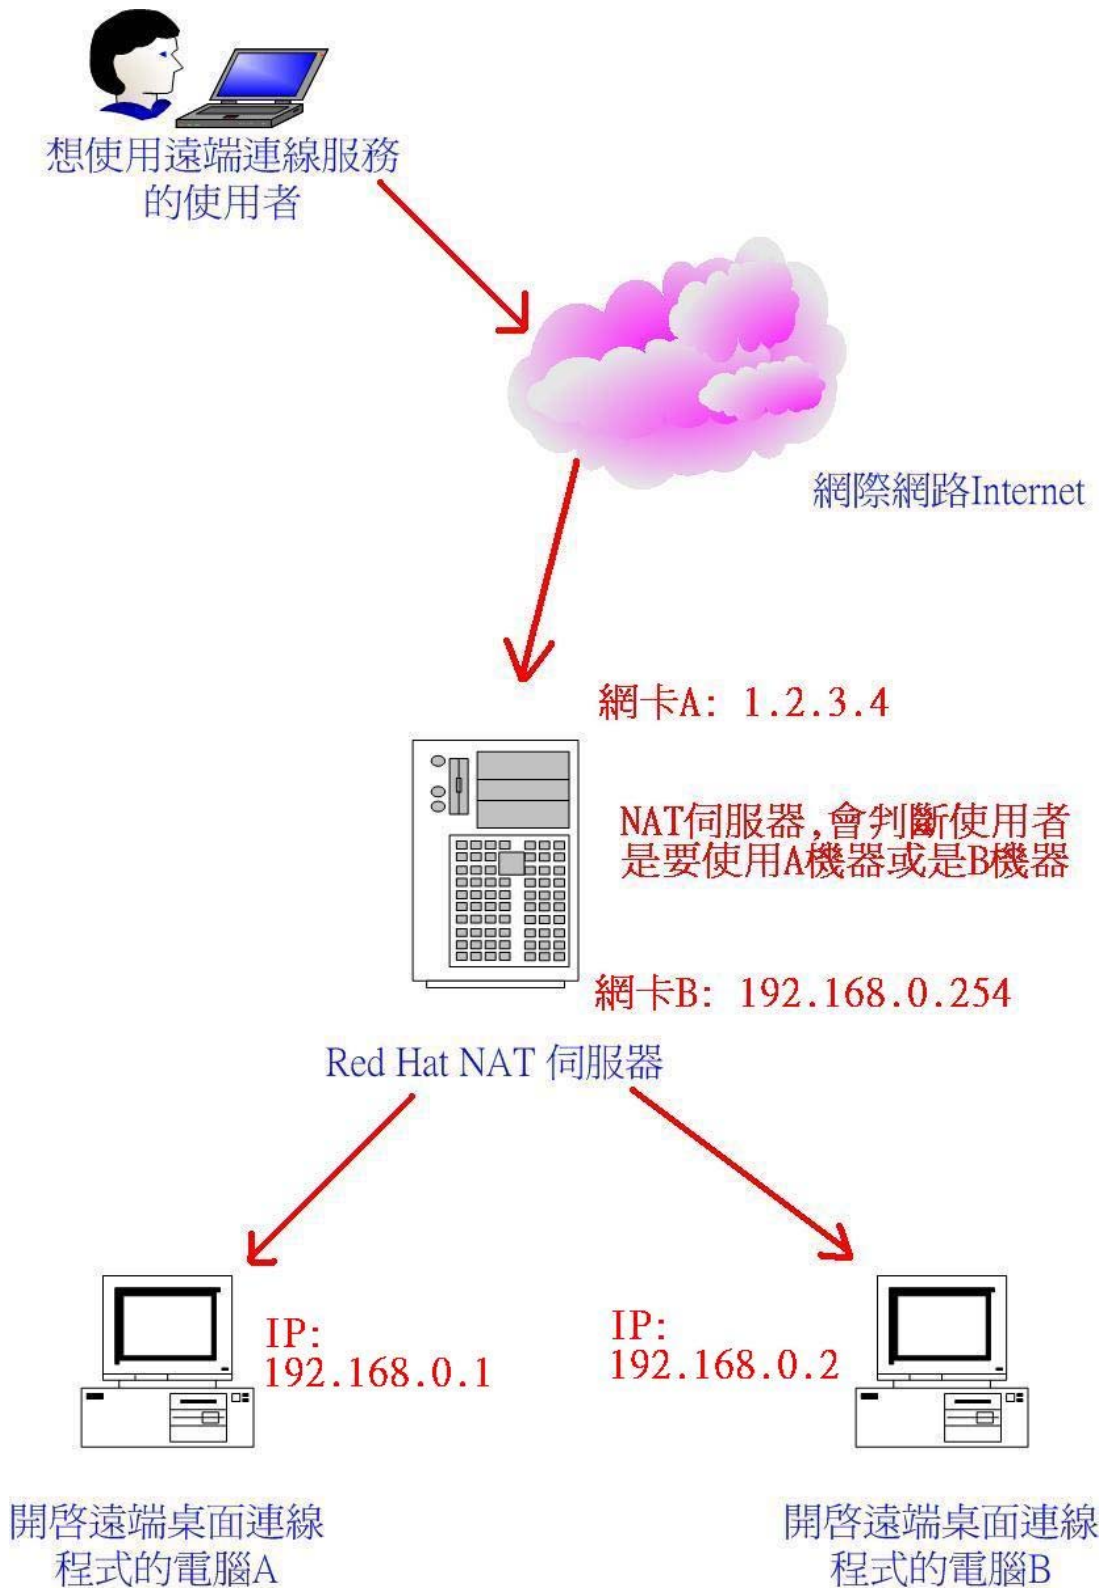 想使用遠端連線服務
的使用者
網際網路Internet
網卡A: 1.2.3.4
NAT伺服器,會判斷使用者
是要使用A機器或是B機器
網卡B: 192.168.0.254
Red Hat NAT 伺服器
IP:
192.168.0.1
IP:
192.168.0.2
開啓遠端桌面連線
程式的電腦A
開啓遠端桌面連線
程式的電腦B